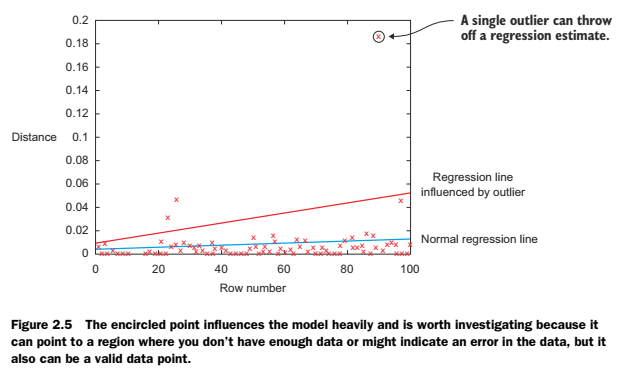 A single outlier can throw
off a regression estimate.
0.2
0.18
0.16
0.14
0.12
Distance 0.1
0.08
0.06
0.04
0.02
0
Regression line
influenced by outlier
Normal regression line
0 20 40 60 80 100
Row number
Figure 2.5 The encircled point influences the model heavily and is worth investigating because it
can point to a region where you don't have enough data or might indicate an error in the data, but it
also can be a valid data point.